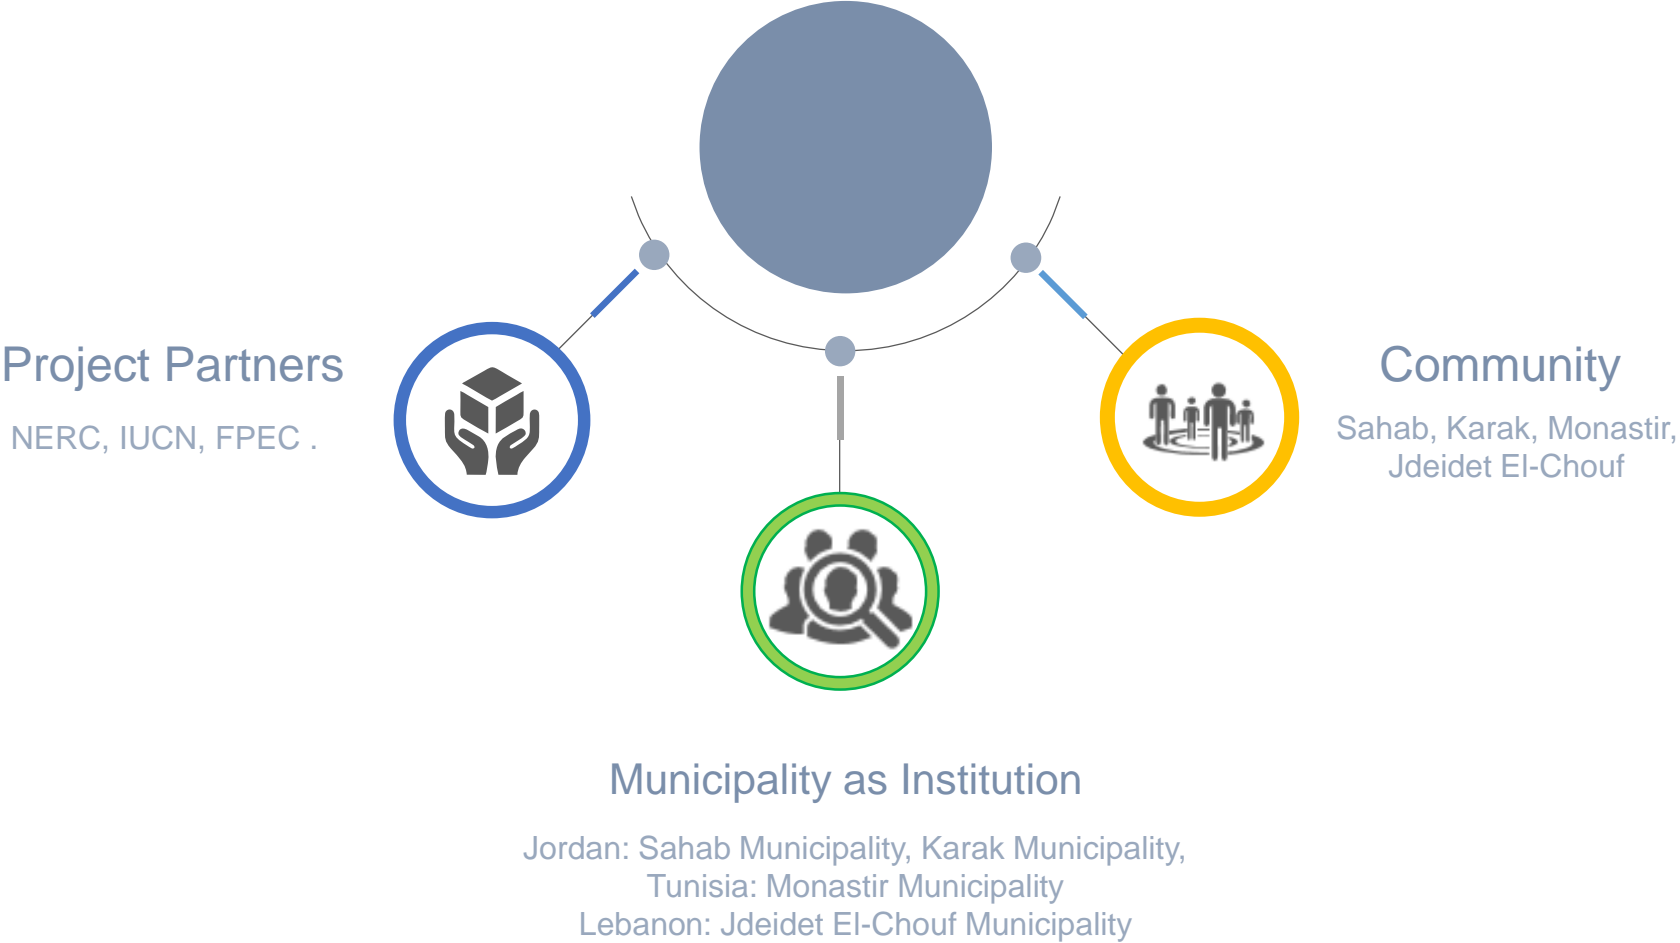 Project Partners
NERC, IUCN, FPEC .
Community
Sahab, Karak, Monastir,
Jdeidet El-Chouf
Municipality as Institution
Jordan: Sahab Municipality, Karak Municipality,
Tunisia: Monastir Municipality
Lebanon: Jdeidet El-Chouf Municipality